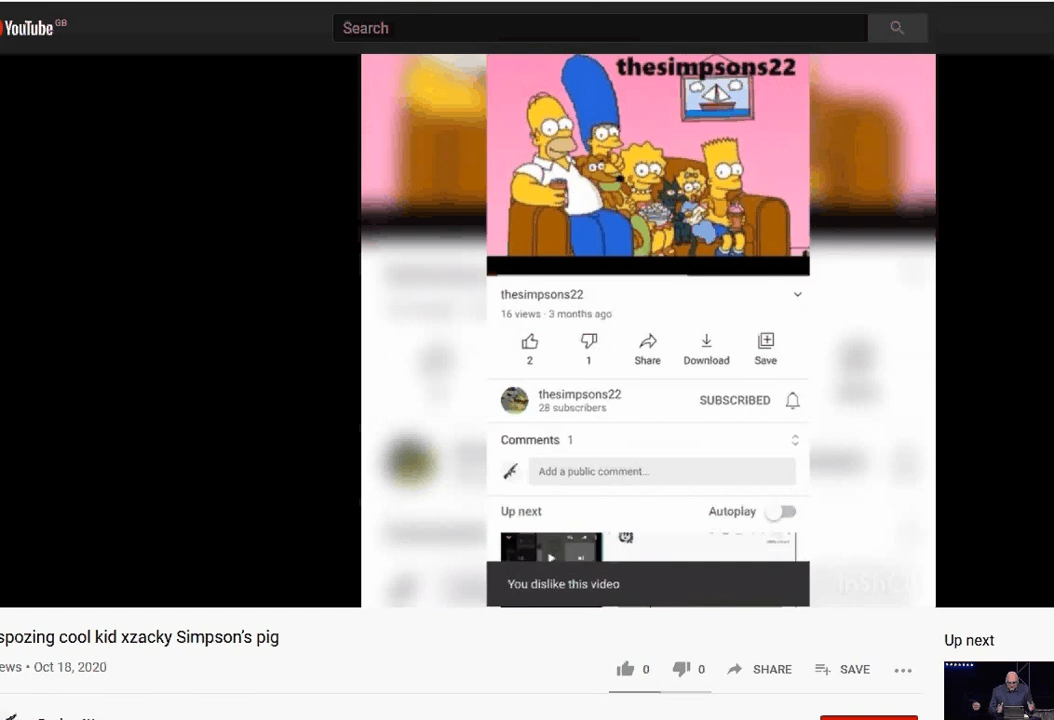 YouTube GB
Search
thesimpsons22
thesimpsons22
16 views · 3 months ago
2
1
Share
Download
Save
thesimpsons22
28 subscribers
SUBSCRIBED
Comments 1
Add a public comment...
Up next
Autoplay
You dislike this video
spozing cool kid xzacky Simpson's pig
ews • Oct 18, 2020
0
0
SHARE
SAVE
Up next